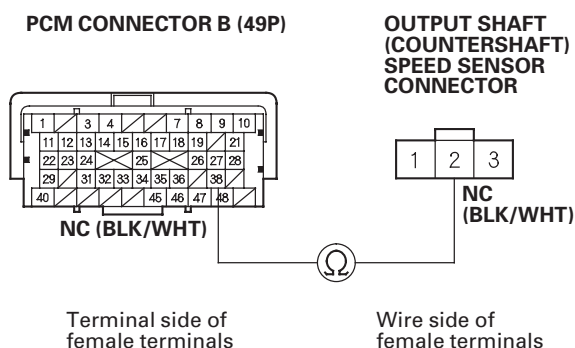 PCM CONNECTOR B (49P)
OUTPUT SHAFT
(COUNTERSHAFT)
SPEED SENSOR
CONNECTOR
1 3 4 7 8 9 10
11 12 13 14 15 16 17 18 19 21
22 23 24 25 26 27 28
29 31 32 33 34 35 36 38
40 45 46 47 48
NC (BLK/WHT)
1 2 3
NC
(BLK/WHT)
Ω
Terminal side of
female terminals
Wire side of
female terminals